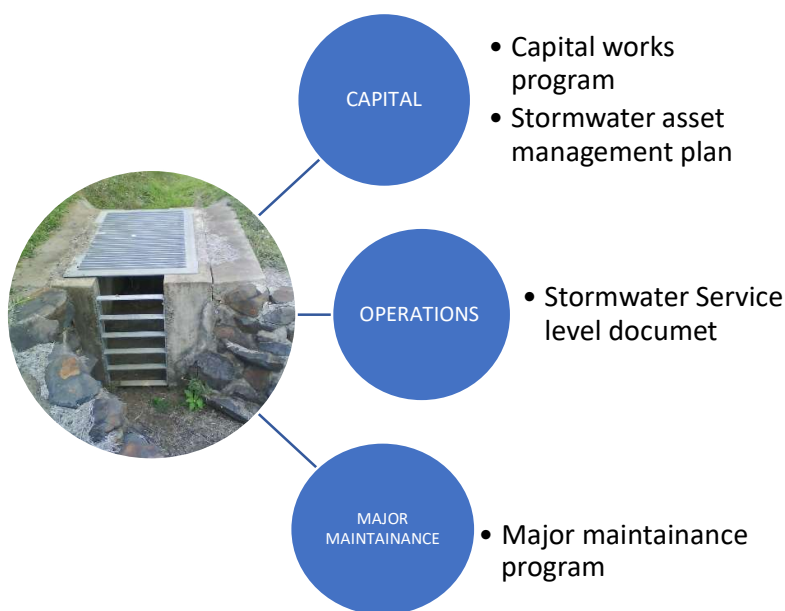 CAPITAL
• Capital works
program
• Stormwater asset
management plan
OPERATIONS
• Stormwater Service
level documet
MAJOR
MAINTAINANCE
• Major maintainance
program